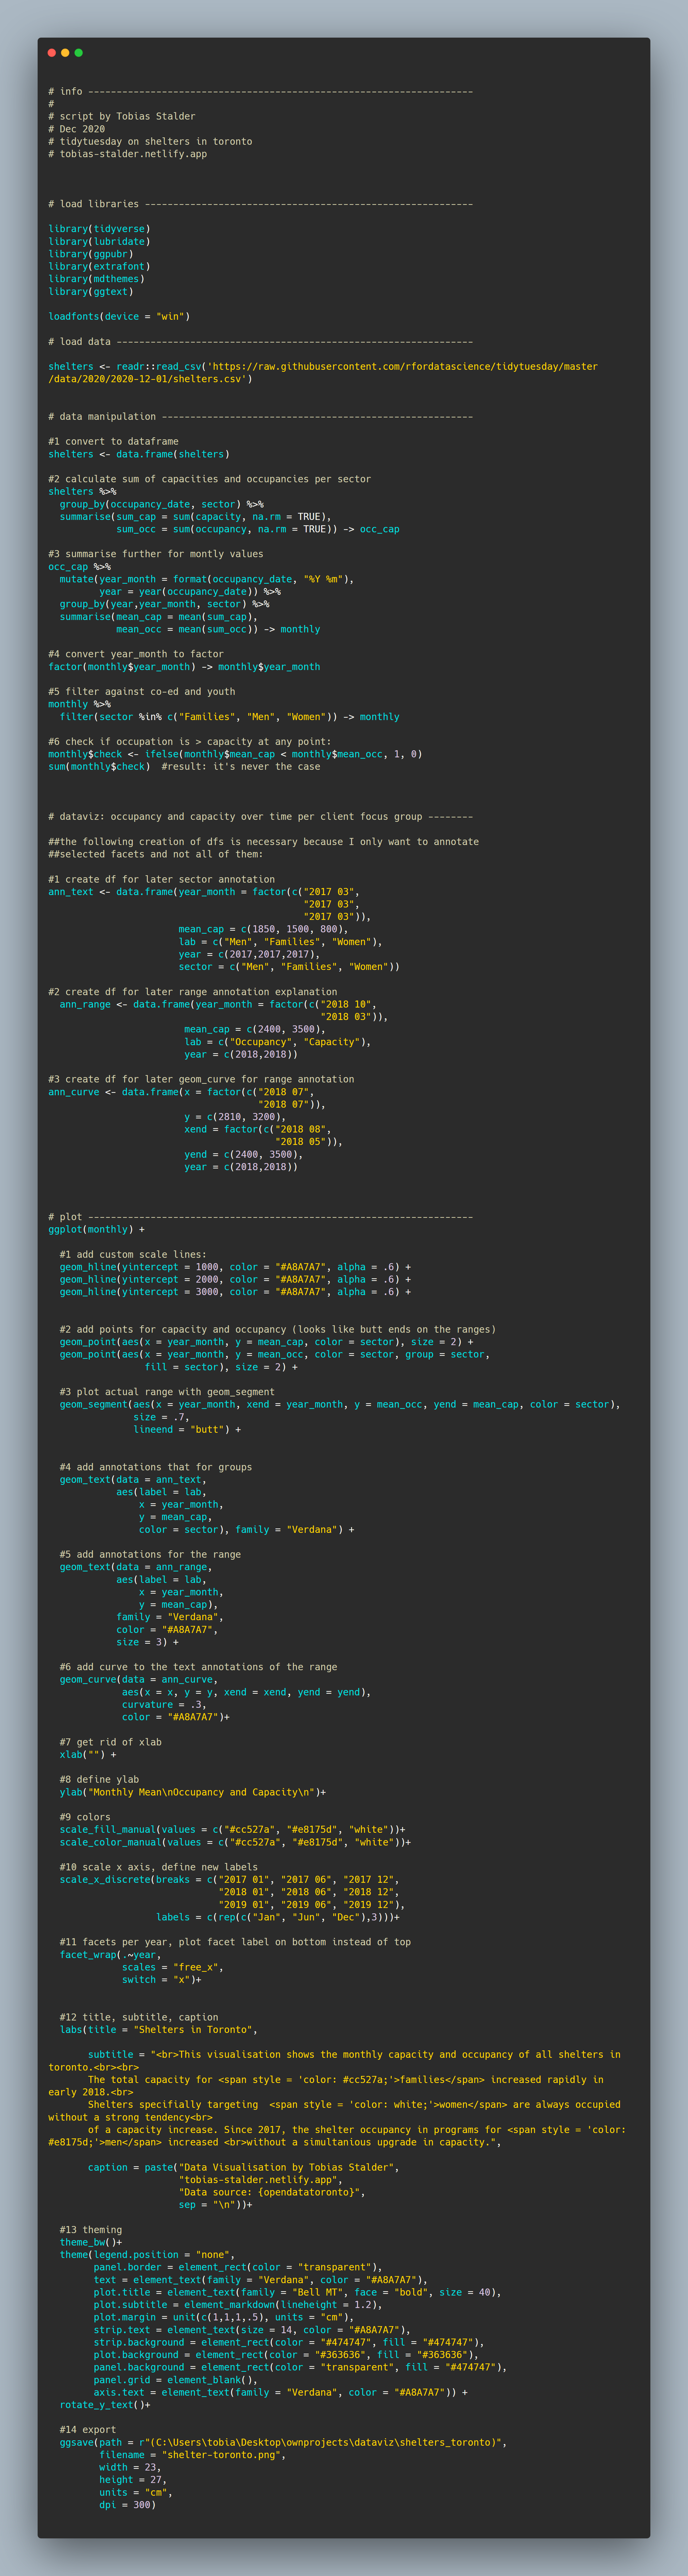 # info --------------------------------------------------------------------
#
# script by Tobias Stalder
# Dec 2020
# tidytuesday on shelters in toronto
# tobias-stalder.netlify.app
# load libraries ----------------------------------------------------------
library(tidyverse)
library(lubridate)
library(ggpubr)
library(extrafont)
library(mdthemes)
library(ggtext)
loadfonts(device = "win")
# load data ---------------------------------------------------------------
shelters <- readr::read_csv('https://raw.githubusercontent.com/rfordatascience/tidytuesday/master
/data/2020/2020-12-01/shelters.csv')
# data manipulation -------------------------------------------------------
#1 convert to dataframe
shelters <- data.frame(shelters)
#2 calculate sum of capacities and occupancies per sector
shelters %>%
  group_by(occupancy_date, sector) %>%
  summarise(sum_cap = sum(capacity, na.rm = TRUE),
            sum_occ = sum(occupancy, na.rm = TRUE)) -> occ_cap
#3 summarise further for montly values
occ_cap %>%
  mutate(year_month = format(occupancy_date, "%Y %m"),
         year = year(occupancy_date)) %>%
  group_by(year,year_month, sector) %>%
  summarise(mean_cap = mean(sum_cap),
            mean_occ = mean(sum_occ)) -> monthly
#4 convert year_month to factor
factor(monthly$year_month) -> monthly$year_month
#5 filter against co-ed and youth
monthly %>%
  filter(sector %in% c("Families", "Men", "Women")) -> monthly
#6 check if occupation is > capacity at any point:
monthly$check <- ifelse(monthly$mean_cap < monthly$mean_occ, 1, 0)
sum(monthly$check)  #result: it's never the case
# dataviz: occupancy and capacity over time per client focus group --------
##the following creation of dfs is necessary because I only want to annotate
##selected facets and not all of them:
#1 create df for later sector annotation
ann_text <- data.frame(year_month = factor(c("2017 03",
                                             "2017 03",
                                             "2017 03")),
                       mean_cap = c(1850, 1500, 800),
                       lab = c("Men", "Families", "Women"),
                       year = c(2017,2017,2017),
                       sector = c("Men", "Families", "Women"))
#2 create df for later range annotation explanation
  ann_range <- data.frame(year_month = factor(c("2018 10",
                                                "2018 03")),
                        mean_cap = c(2400, 3500),
                        lab = c("Occupancy", "Capacity"),
                        year = c(2018,2018))
#3 create df for later geom_curve for range annotation
ann_curve <- data.frame(x = factor(c("2018 07",
                                     "2018 07")),
                        y = c(2810, 3200),
                        xend = factor(c("2018 08",
                                        "2018 05")),
                        yend = c(2400, 3500),
                        year = c(2018,2018))
# plot --------------------------------------------------------------------
ggplot(monthly) +
  #1 add custom scale lines:
  geom_hline(yintercept = 1000, color = "#A8A7A7", alpha = .6) +
  geom_hline(yintercept = 2000, color = "#A8A7A7", alpha = .6) +
  geom_hline(yintercept = 3000, color = "#A8A7A7", alpha = .6) +
  #2 add points for capacity and occupancy (looks like butt ends on the ranges)
  geom_point(aes(x = year_month, y = mean_cap, color = sector), size = 2) +
  geom_point(aes(x = year_month, y = mean_occ, color = sector, group = sector,
                 fill = sector), size = 2) +
  #3 plot actual range with geom_segment
  geom_segment(aes(x = year_month, xend = year_month, y = mean_occ, yend = mean_cap, color = sector),
               size = .7,
               lineend = "butt") +
  #4 add annotations that for groups
  geom_text(data = ann_text,
            aes(label = lab,
                x = year_month,
                y = mean_cap,
                color = sector), family = "Verdana") +
  #5 add annotations for the range
  geom_text(data = ann_range,
            aes(label = lab,
                x = year_month,
                y = mean_cap),
            family = "Verdana",
            color = "#A8A7A7",
            size = 3) +
  #6 add curve to the text annotations of the range
  geom_curve(data = ann_curve,
             aes(x = x, y = y, xend = xend, yend = yend),
             curvature = .3,
             color = "#A8A7A7")+
  #7 get rid of xlab
  xlab("") +
  #8 define ylab
  ylab("Monthly Mean\nOccupancy and Capacity\n")+
  #9 colors
  scale_fill_manual(values = c("#cc527a", "#e8175d", "white"))+
  scale_color_manual(values = c("#cc527a", "#e8175d", "white"))+
  #10 scale x axis, define new labels
  scale_x_discrete(breaks = c("2017 01", "2017 06", "2017 12",
                              "2018 01", "2018 06", "2018 12",
                              "2019 01", "2019 06", "2019 12"),
                   labels = c(rep(c("Jan", "Jun", "Dec"),3)))+
  #11 facets per year, plot facet label on bottom instead of top
  facet_wrap(.~year,
             scales = "free_x",
             switch = "x")+
  #12 title, subtitle, caption
  labs(title = "Shelters in Toronto",
       subtitle = "<br>This visualisation shows the monthly capacity and occupancy of all shelters in
toronto.<br><br>
       The total capacity for <span style = 'color: #cc527a;'>families</span> increased rapidly in
early 2018.<br>
       Shelters specifially targeting  <span style = 'color: white;'>women</span> are always occupied
without a strong tendency<br>
       of a capacity increase. Since 2017, the shelter occupancy in programs for <span style = 'color:
#e8175d;'>men</span> increased <br>without a simultanious upgrade in capacity.",
       caption = paste("Data Visualisation by Tobias Stalder",
                       "tobias-stalder.netlify.app",
                       "Data source: {opendatatoronto}",
                       sep = "\n"))+
  #13 theming
  theme_bw()+
  theme(legend.position = "none",
        panel.border = element_rect(color = "transparent"),
        text = element_text(family = "Verdana", color = "#A8A7A7"),
        plot.title = element_text(family = "Bell MT", face = "bold", size = 40),
        plot.subtitle = element_markdown(lineheight = 1.2),
        plot.margin = unit(c(1,1,1,.5), units = "cm"),
        strip.text = element_text(size = 14, color = "#A8A7A7"),
        strip.background = element_rect(color = "#474747", fill = "#474747"),
        plot.background = element_rect(color = "#363636", fill = "#363636"),
        panel.background = element_rect(color = "transparent", fill = "#474747"),
        panel.grid = element_blank(),
        axis.text = element_text(family = "Verdana", color = "#A8A7A7")) +
  rotate_y_text()+
  #14 export
  ggsave(path = r"(C:\Users\tobia\Desktop\ownprojects\dataviz\shelters_toronto)",
         filename = "shelter-toronto.png",
         width = 23,
         height = 27,
         units = "cm",
         dpi = 300)